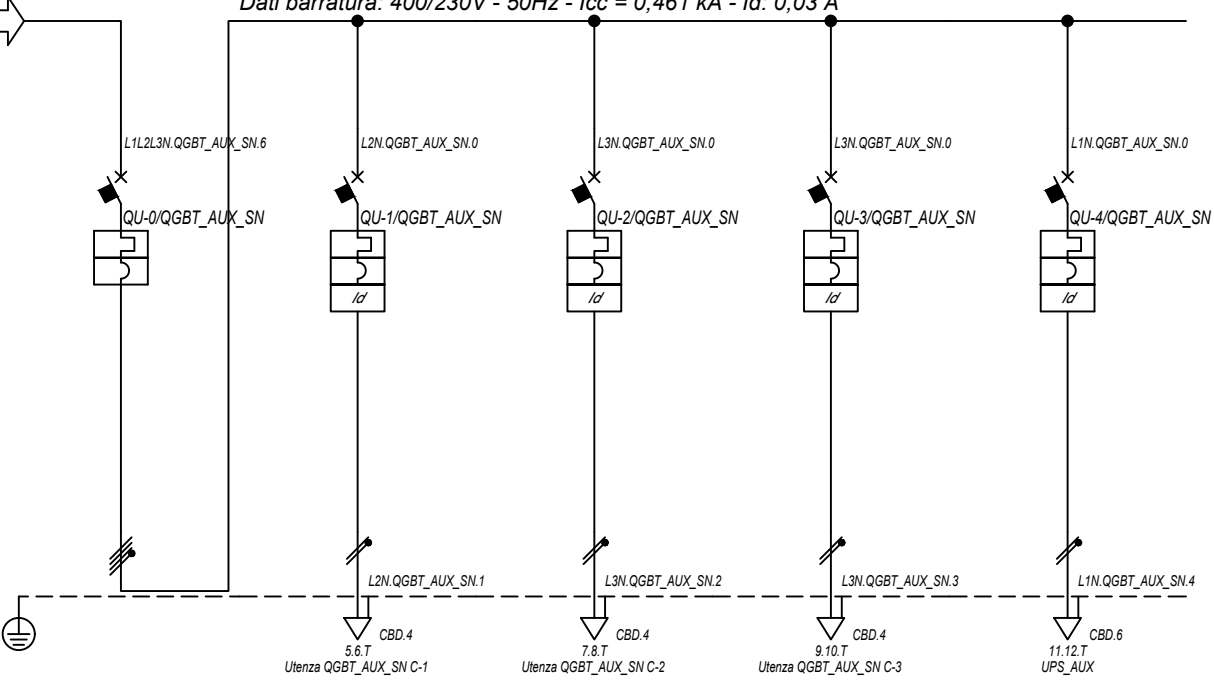 Dati barratura: 400/230V - 50Hz - Icc = 0,461 kA - Id: 0,03 A
L1L2L3N.QGBT_AUX_SN.6
L2N.QGBT_AUX_SN.0
L3N.QGBT_AUX_SN.0
L3N.QGBT_AUX_SN.0
L1N.QGBT_AUX_SN.0
QU-0/QGBT_AUX_SN
QU-1/QGBT_AUX_SN
QU-2/QGBT_AUX_SN
QU-3/QGBT_AUX_SN
QU-4/QGBT_AUX_SN
Id
Id
Id
Id
L2N.QGBT_AUX_SN.1
L3N.QGBT_AUX_SN.2
L3N.QGBT_AUX_SN.3
L1N.QGBT_AUX_SN.4
CBD.4
CBD.4
CBD.4
CBD.6
5.6.T
7.8.T
9.10.T
11.12.T
Utenza QGBT_AUX_SN C-1
Utenza QGBT_AUX_SN C-2
Utenza QGBT_AUX_SN C-3
UPS_AUX